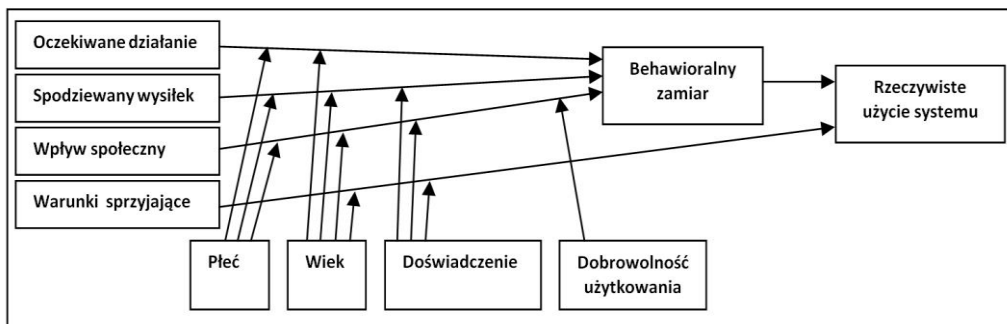 Oczekiwane działanie
Spodziewany wysiłek
Wpływ społeczny
Warunki sprzyjające
Behawioralny
zamiar
Rzeczywiste
użycie systemu
Płeć
Wiek
Doświadczenie
Dobrowolność
użytkowania